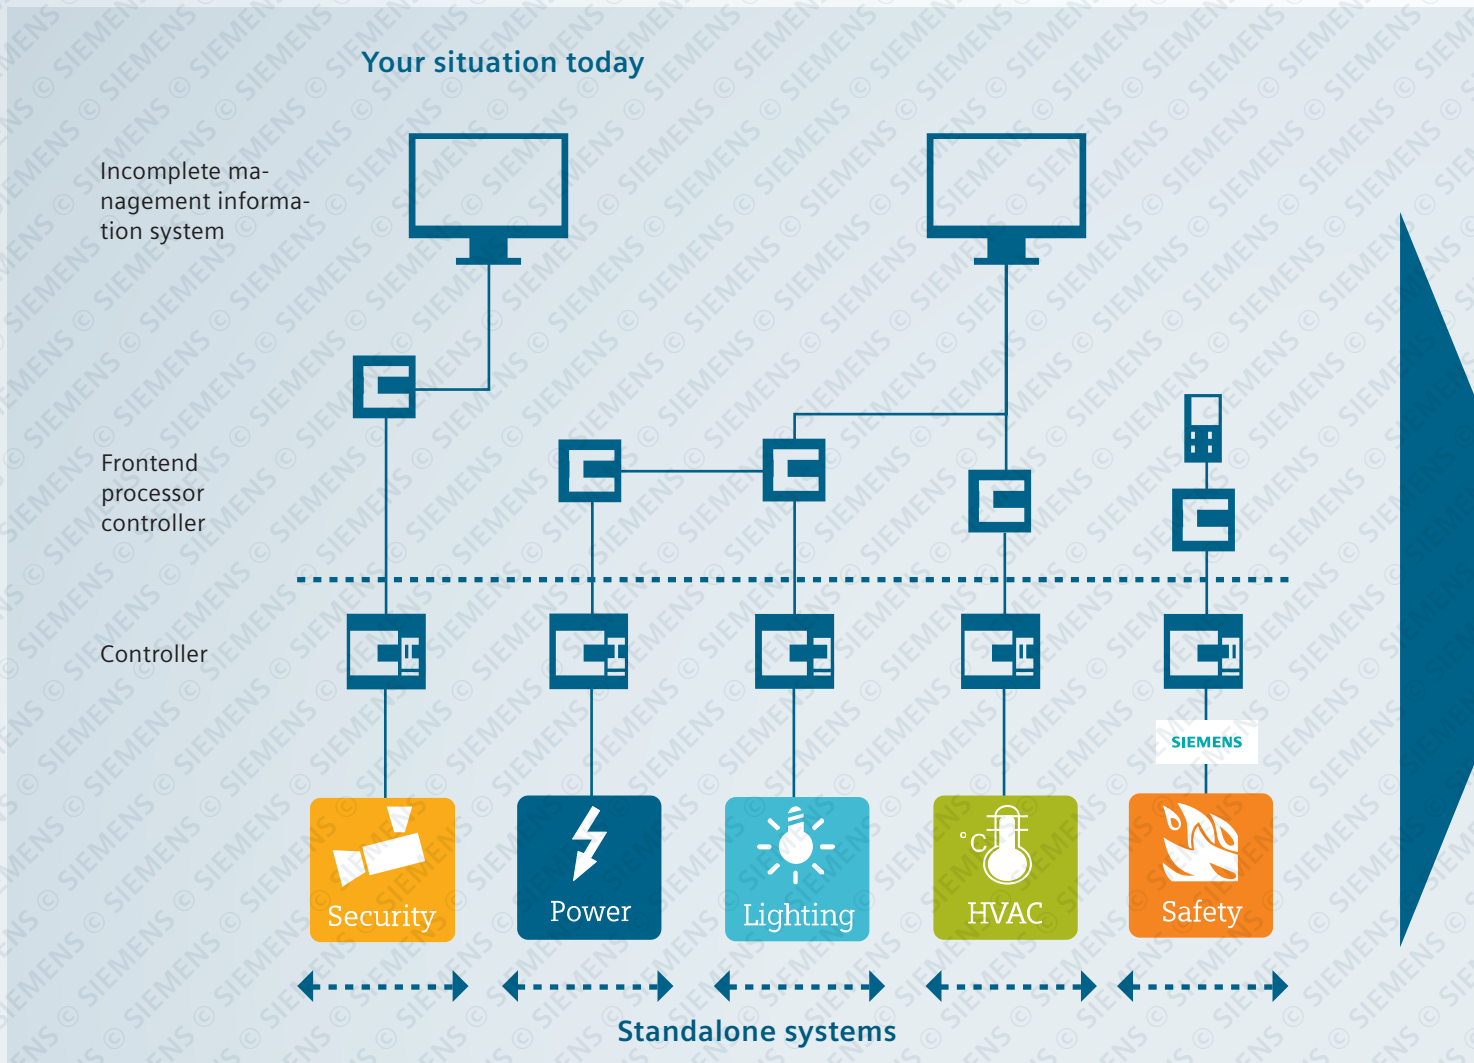 Your situation today
Incomplete ma-
nagement informa-
tion system
Frontend
processor
controller
Controller
SIEMENS
°C
Security
Power
Lighting
HVAC
Safety
Standalone systems
© SIEMENS